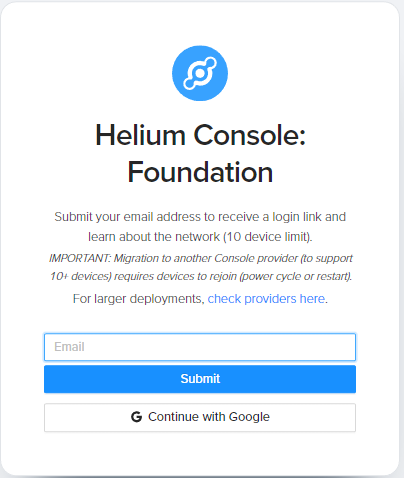 Helium Console:
Foundation
Submit your email address to receive a login link and
learn about the network (10 device limit).
IMPORTANT: Migration to another Console provider (to support
10+ devices) requires devices to rejoin (power cycle or restart).
For larger deployments, check providers here.
Email
Submit
Continue with Google